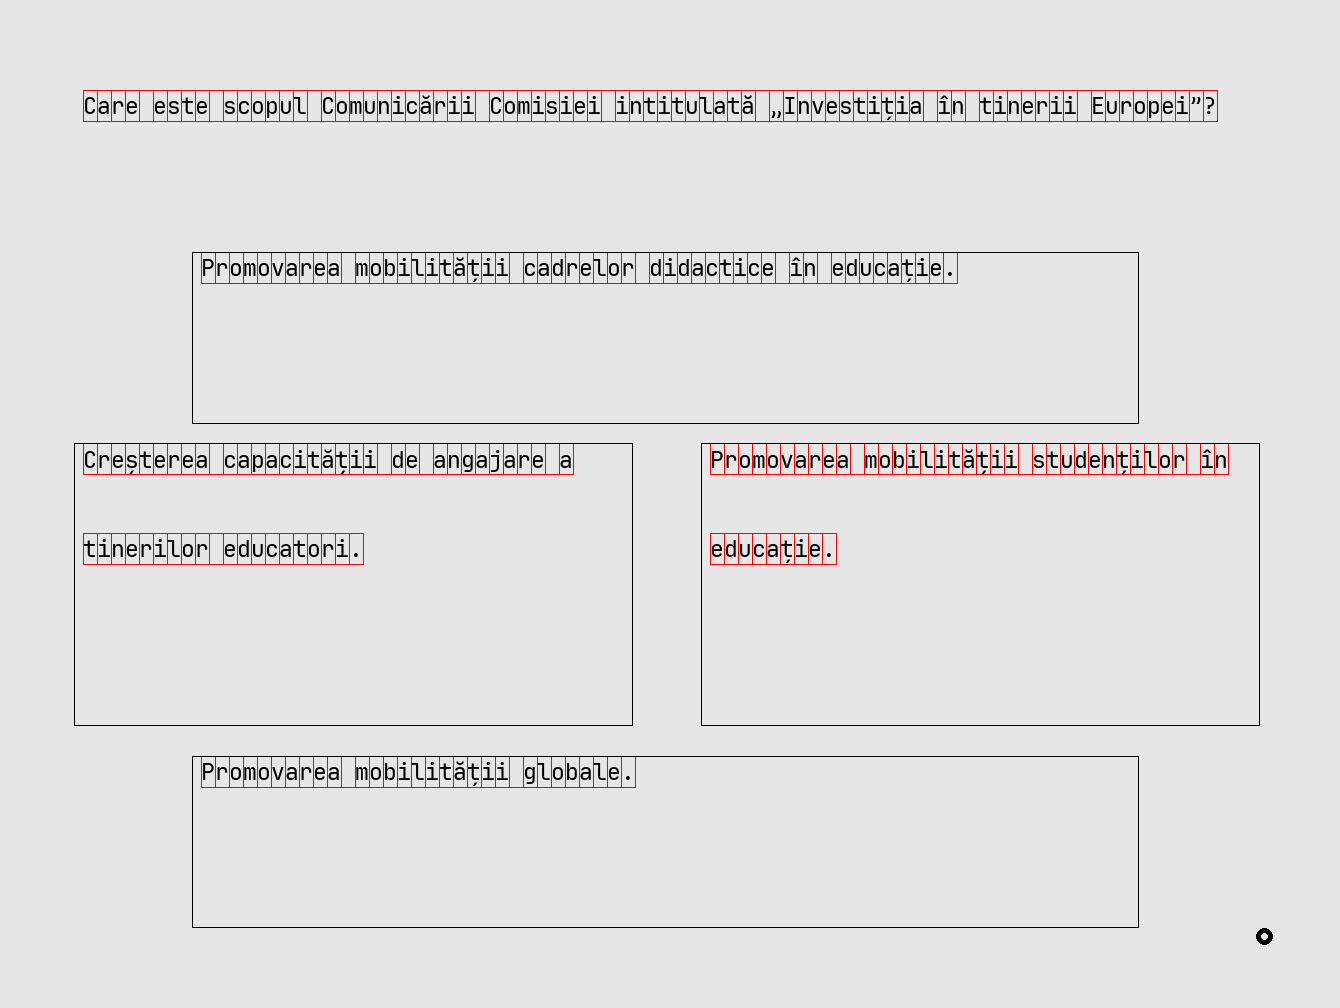 Care este scopul Comunicării Comisiei intitulată „Investiția în tinerii Europei”?
Promovarea mobilității cadrelor didactice în educație.
Creșterea capacității de angajare a
tinerilor educatori.
Promovarea mobilității studenților în
educație.
Promovarea mobilității globale.